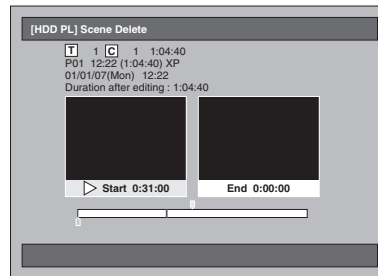 [HDD PL] Scene Delete
T 1 C 1 1:04:40
P01 12:22 (1:04:40) XP
01/01/07(Mon) 12:22
Duration after editing : 1:04:40
Start 0:31:00
End 0:00:00